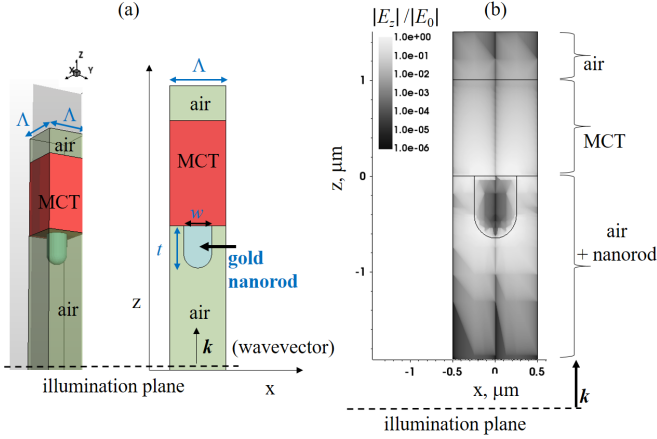 (a)
Z
X
Y
Λ
Λ
air
MCT
air
z
Λ
air
MCT
w
t
gold
nanorod
air
k
(wavevector)
illumination plane
x
(b)
|E_z| / |E_0|
1.0e+00
1.0e-01
1.0e-02
1.0e-03
1.0e-04
1.0e-05
1.0e-06
z, μm
1
0
-1
-0.5
0
0.5
x, μm
air
MCT
air
+ nanorod
k
illumination plane